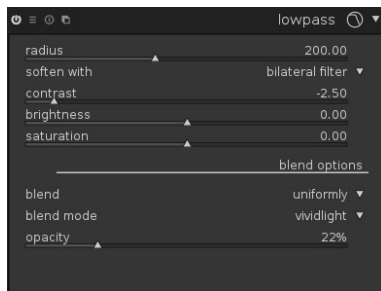 lowpass
radius 200.00
soften with bilateral filter
contrast -2.50
brightness 0.00
saturation 0.00
blend options
blend uniformly
blend mode vividlight
opacity 22%